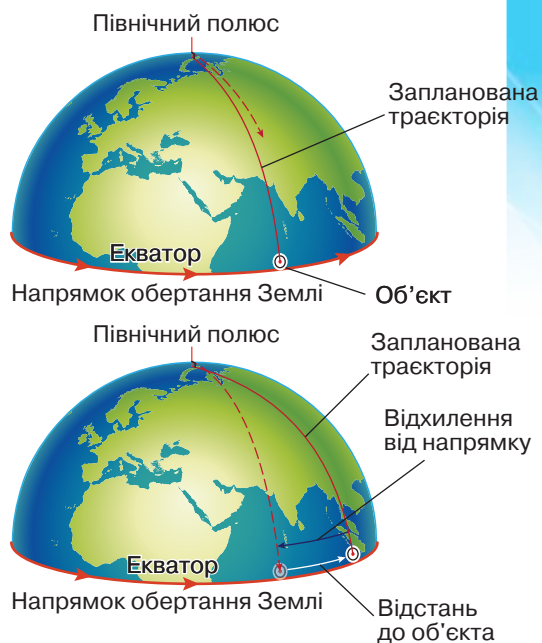 Північний полюс
Запланована
траєкторія
Екватор
Напрямок обертання Землі
Об’єкт
Північний полюс
Запланована
траєкторія
Відхилення
від напрямку
Екватор
Напрямок обертання Землі
Відстань
до об’єкта